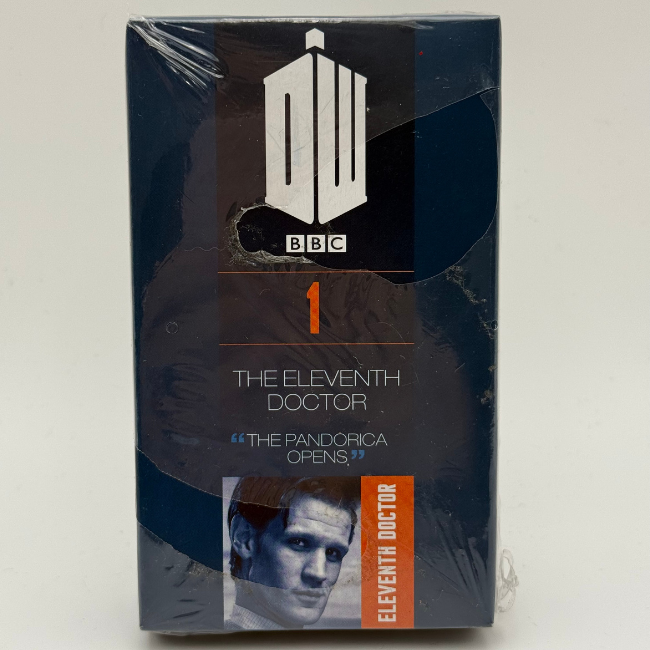 DW
BBC
1
THE ELEVENTH
DOCTOR
“THE PANDORICA
OPENS,”
ELEVENTH DOCTOR